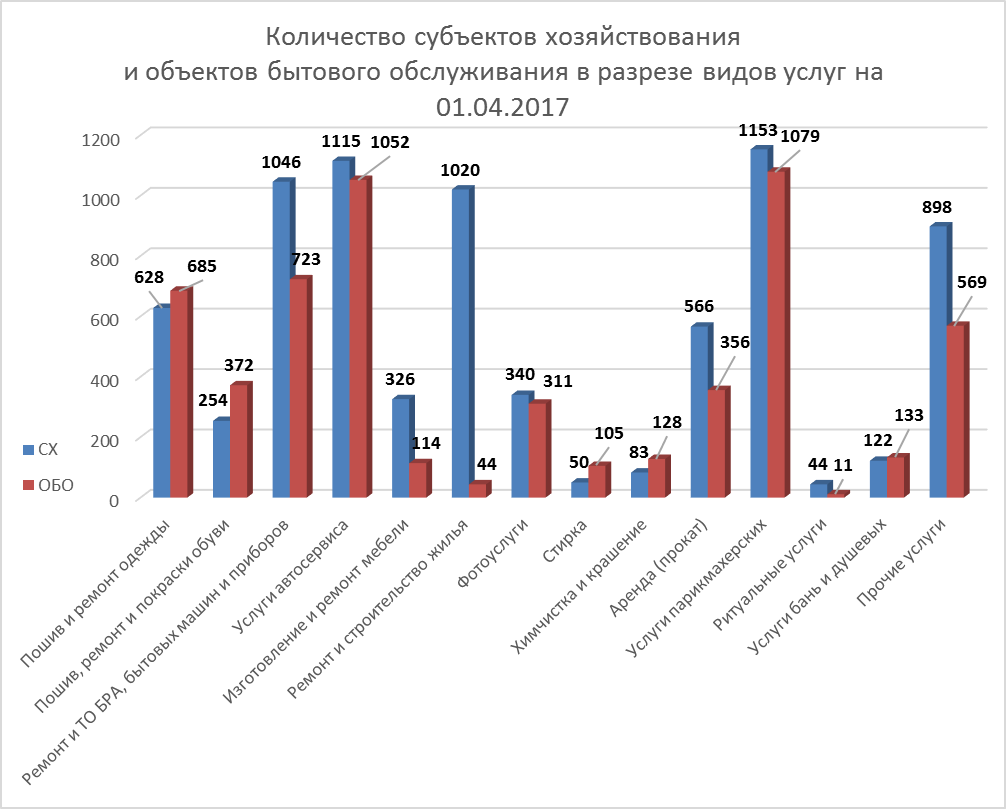 Количество субъектов хозяйствования
и объектов бытового обслуживания в разрезе видов услуг на
01.04.2017
1200
1000
800
600
400
200
0
СХ
ОБО
628
685
254
372
1046
723
1115
1052
326
114
1020
44
340
311
50
105
83
128
566
356
1153
1079
44
11
122
133
898
569
Пошив и ремонт одежды
Пошив, ремонт и покраски обуви
Ремонт и ТО БРА, бытовых машин и приборов
Услуги автосервиса
Изготовление и ремонт мебели
Ремонт и строительство жилья
Фотоуслуги
Стирка
Химчистка и крашение
Аренда (прокат)
Услуги парикмахерских
Ритуальные услуги
Услуги бань и душевых
Прочие услуги